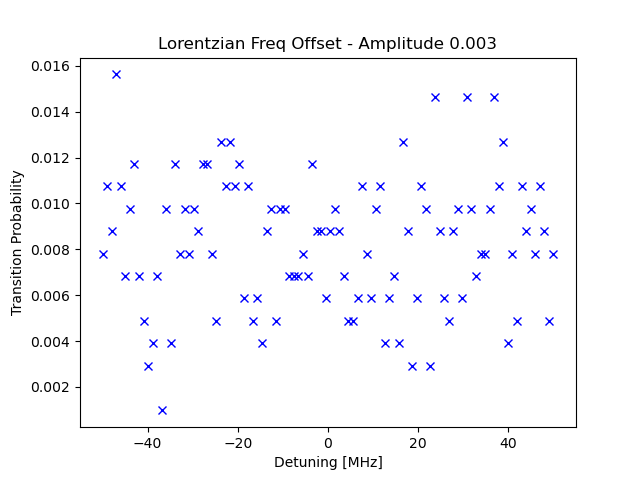 Lorentzian Freq Offset - Amplitude 0.003
0.016
0.014
0.012
0.010
0.008
0.006
0.004
0.002
Transition Probability
−40 −20 0 20 40
Detuning [MHz]